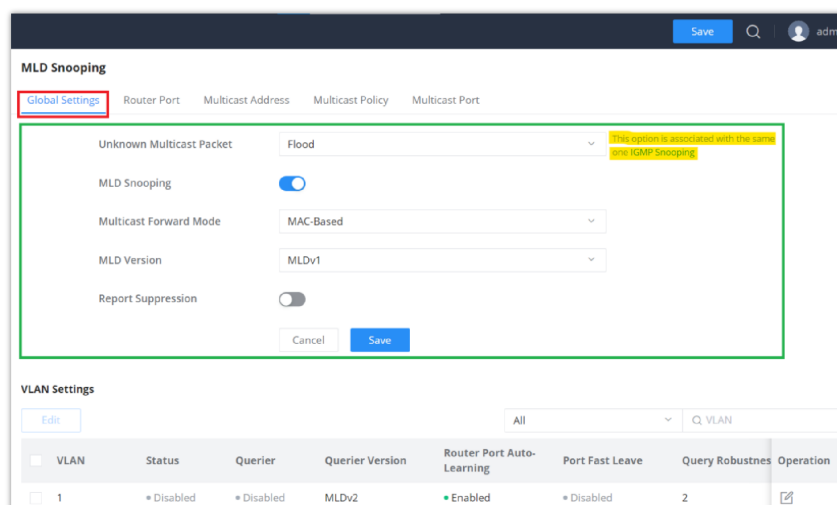 Save
adm
MLD Snooping
Global Settings Router Port Multicast Address Multicast Policy Multicast Port
Unknown Multicast Packet Flood This option is associated with the same
one IGMP Snooping
MLD Snooping
Multicast Forward Mode MAC-Based
MLD Version MLDv1
Report Suppression
Cancel Save
VLAN Settings
Edit All VLAN
VLAN Status Querier Querier Version Router Port Auto-
Learning Port Fast Leave Query Robustnes Operation
1 Disabled Disabled MLDv2 Enabled Disabled 2